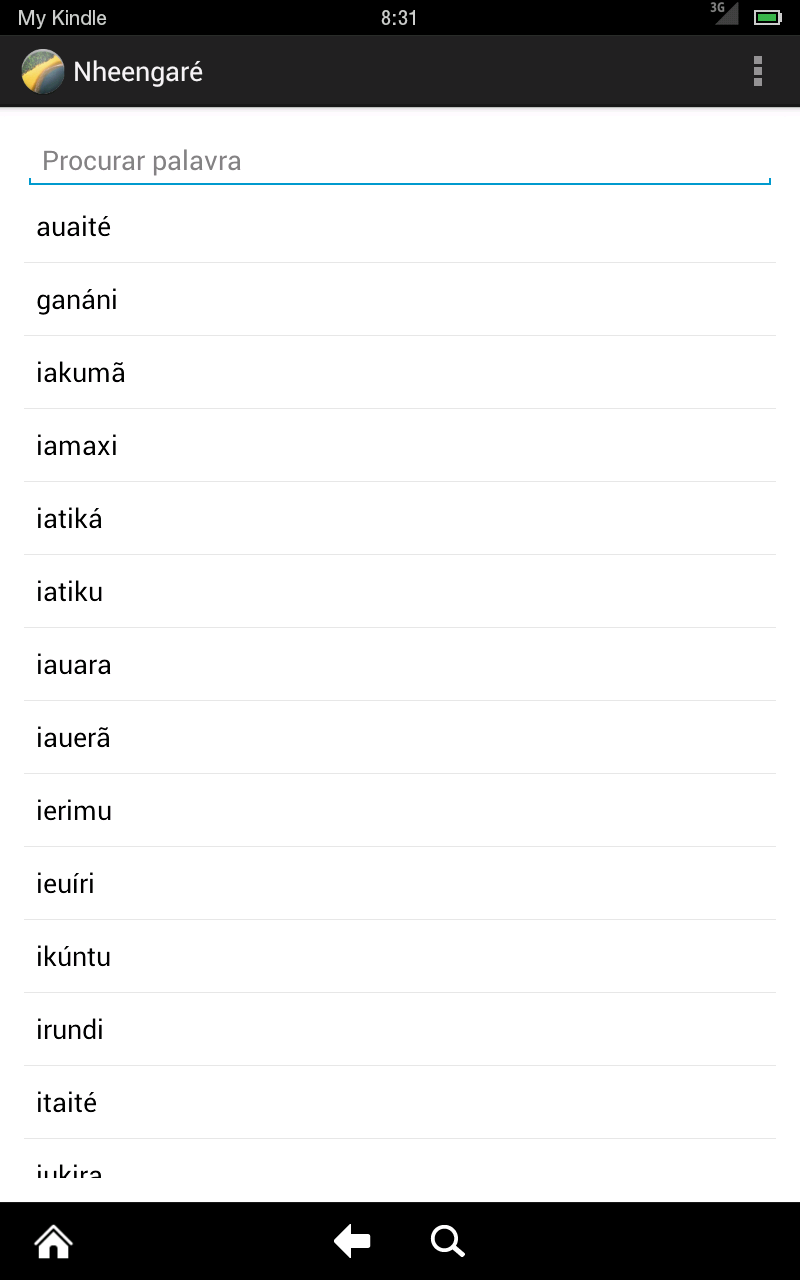 My Kindle 8:31 3G
Nheengaré
Procurar palavra
auaité
ganáni
iakumã
iamaxi
iatiká
iatiku
iauara
iauerã
ierimu
ieuíri
ikúntu
irundi
itaité